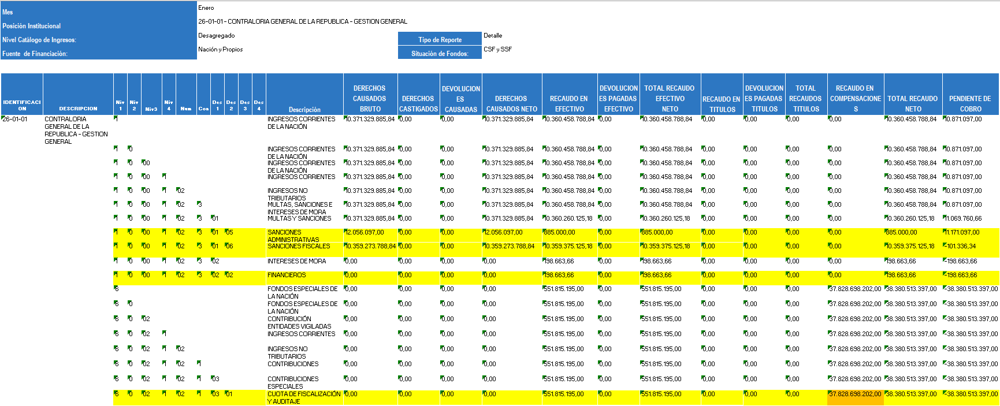 Mes Enero
Posición Institucional 26-01-01 - CONTRALORIA GENERAL DE LA REPUBLICA - GESTION GENERAL
Nivel Catálogo de Ingresos: Desagregado Tipo de Reporte Detalle
Fuente de Financiación: Nación y Propios Situación de Fondos: CSF y SSF
IDENTIFICACION DESCRIPCION Niv 1 Niv 2 Niv3 Niv 4 Num Con Des 1 Des 2 Des 3 Des 4 Descripción DERECHOS CAUSADOS BRUTO DERECHOS CASTIGADOS DEVOLUCIONES CAUSADAS DERECHOS CAUSADOS NETO RECAUDO EN EFECTIVO DEVOLUCIONES PAGADAS EFECTIVO TOTAL RECAUDO EFECTIVO NETO RECAUDO EN TITULOS DEVOLUCIONES PAGADAS TITULOS TOTAL RECAUDOS TITULOS RECAUDO EN COMPENSACIONES TOTAL RECAUDO NETO PENDIENTE DE COBRO
26-01-01 CONTRALORIA GENERAL DE LA REPUBLICA - GESTION GENERAL 1 INGRESOS CORRIENTES DE LA NACIÓN 10.371.329.885,84 0,00 0,00 10.371.329.885,84 10.360.458.788,84 0,00 10.360.458.788,84 0,00 0,00 0,00 0,00 10.360.458.788,84 10.871.097,00
1 0 INGRESOS CORRIENTES DE LA NACIÓN 10.371.329.885,84 0,00 0,00 10.371.329.885,84 10.360.458.788,84 0,00 10.360.458.788,84 0,00 0,00 0,00 0,00 10.360.458.788,84 10.871.097,00
1 0 00 INGRESOS CORRIENTES DE LA NACIÓN 10.371.329.885,84 0,00 0,00 10.371.329.885,84 10.360.458.788,84 0,00 10.360.458.788,84 0,00 0,00 0,00 0,00 10.360.458.788,84 10.871.097,00
1 0 00 1 INGRESOS CORRIENTES 10.371.329.885,84 0,00 0,00 10.371.329.885,84 10.360.458.788,84 0,00 10.360.458.788,84 0,00 0,00 0,00 0,00 10.360.458.788,84 10.871.097,00
1 0 00 1 02 INGRESOS NO TRIBUTARIOS 10.371.329.885,84 0,00 0,00 10.371.329.885,84 10.360.458.788,84 0,00 10.360.458.788,84 0,00 0,00 0,00 0,00 10.360.458.788,84 10.871.097,00
1 0 00 1 02 3 MULTAS, SANCIONES E INTERESES DE MORA 10.371.329.885,84 0,00 0,00 10.371.329.885,84 10.360.458.788,84 0,00 10.360.458.788,84 0,00 0,00 0,00 0,00 10.360.458.788,84 10.871.097,00
1 0 00 1 02 3 01 MULTAS Y SANCIONES 10.371.329.885,84 0,00 0,00 10.371.329.885,84 10.360.260.125,18 0,00 10.360.260.125,18 0,00 0,00 0,00 0,00 10.360.260.125,18 11.069.760,66
1 0 00 1 02 3 01 05 SANCIONES ADMINISTRATIVAS 12.056.097,00 0,00 0,00 12.056.097,00 885.000,00 0,00 885.000,00 0,00 0,00 0,00 0,00 885.000,00 11.171.097,00
1 0 00 1 02 3 01 06 SANCIONES FISCALES 10.359.273.788,84 0,00 0,00 10.359.273.788,84 10.359.375.125,18 0,00 10.359.375.125,18 0,00 0,00 0,00 0,00 10.359.375.125,18 -101.336,34
1 0 00 1 02 3 02 INTERESES DE MORA 0,00 0,00 0,00 0,00 198.663,66 0,00 198.663,66 0,00 0,00 0,00 0,00 198.663,66 -198.663,66
1 0 00 1 02 3 02 02 FINANCIEROS 0,00 0,00 0,00 0,00 198.663,66 0,00 198.663,66 0,00 0,00 0,00 0,00 198.663,66 -198.663,66
6 FONDOS ESPECIALES DE LA NACIÓN 0,00 0,00 0,00 0,00 551.815.195,00 0,00 551.815.195,00 0,00 0,00 0,00 37.828.698.202,00 38.380.513.397,00 -38.380.513.397,00
6 0 FONDOS ESPECIALES DE LA NACIÓN 0,00 0,00 0,00 0,00 551.815.195,00 0,00 551.815.195,00 0,00 0,00 0,00 37.828.698.202,00 38.380.513.397,00 -38.380.513.397,00
6 0 02 CONTRIBUCIÓN ENTIDADES VIGILADAS 0,00 0,00 0,00 0,00 551.815.195,00 0,00 551.815.195,00 0,00 0,00 0,00 37.828.698.202,00 38.380.513.397,00 -38.380.513.397,00
6 0 02 1 INGRESOS CORRIENTES 0,00 0,00 0,00 0,00 551.815.195,00 0,00 551.815.195,00 0,00 0,00 0,00 37.828.698.202,00 38.380.513.397,00 -38.380.513.397,00
6 0 02 1 02 INGRESOS NO TRIBUTARIOS 0,00 0,00 0,00 0,00 551.815.195,00 0,00 551.815.195,00 0,00 0,00 0,00 37.828.698.202,00 38.380.513.397,00 -38.380.513.397,00
6 0 02 1 02 1 CONTRIBUCIONES 0,00 0,00 0,00 0,00 551.815.195,00 0,00 551.815.195,00 0,00 0,00 0,00 37.828.698.202,00 38.380.513.397,00 -38.380.513.397,00
6 0 02 1 02 1 03 CONTRIBUCIONES ESPECIALES 0,00 0,00 0,00 0,00 551.815.195,00 0,00 551.815.195,00 0,00 0,00 0,00 37.828.698.202,00 38.380.513.397,00 -38.380.513.397,00
6 0 02 1 02 1 03 01 CUOTA DE FISCALIZACIÓN Y AUDITAJE 0,00 0,00 0,00 0,00 551.815.195,00 0,00 551.815.195,00 0,00 0,00 0,00 37.828.698.202,00 38.380.513.397,00 -38.380.513.397,00